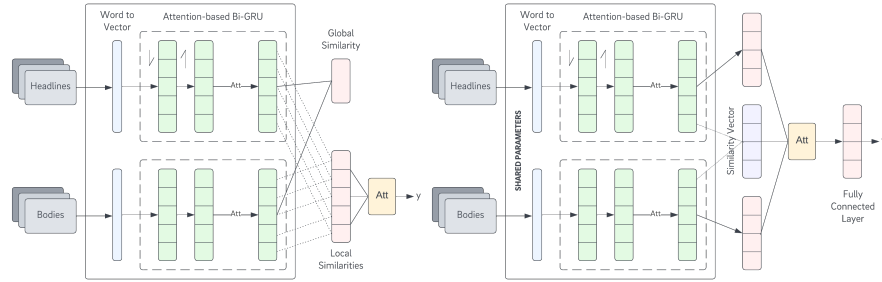 Word to
Vector
Attention-based Bi-GRU
Global
Similarity
Headlines
Att
Bodies
Att
Att
y
Local
Similarities
Word to
Vector
Attention-based Bi-GRU
Headlines
Att
SHARED PARAMETERS
Similarity Vector
Att
Bodies
Att
Fully
Connected
Layer